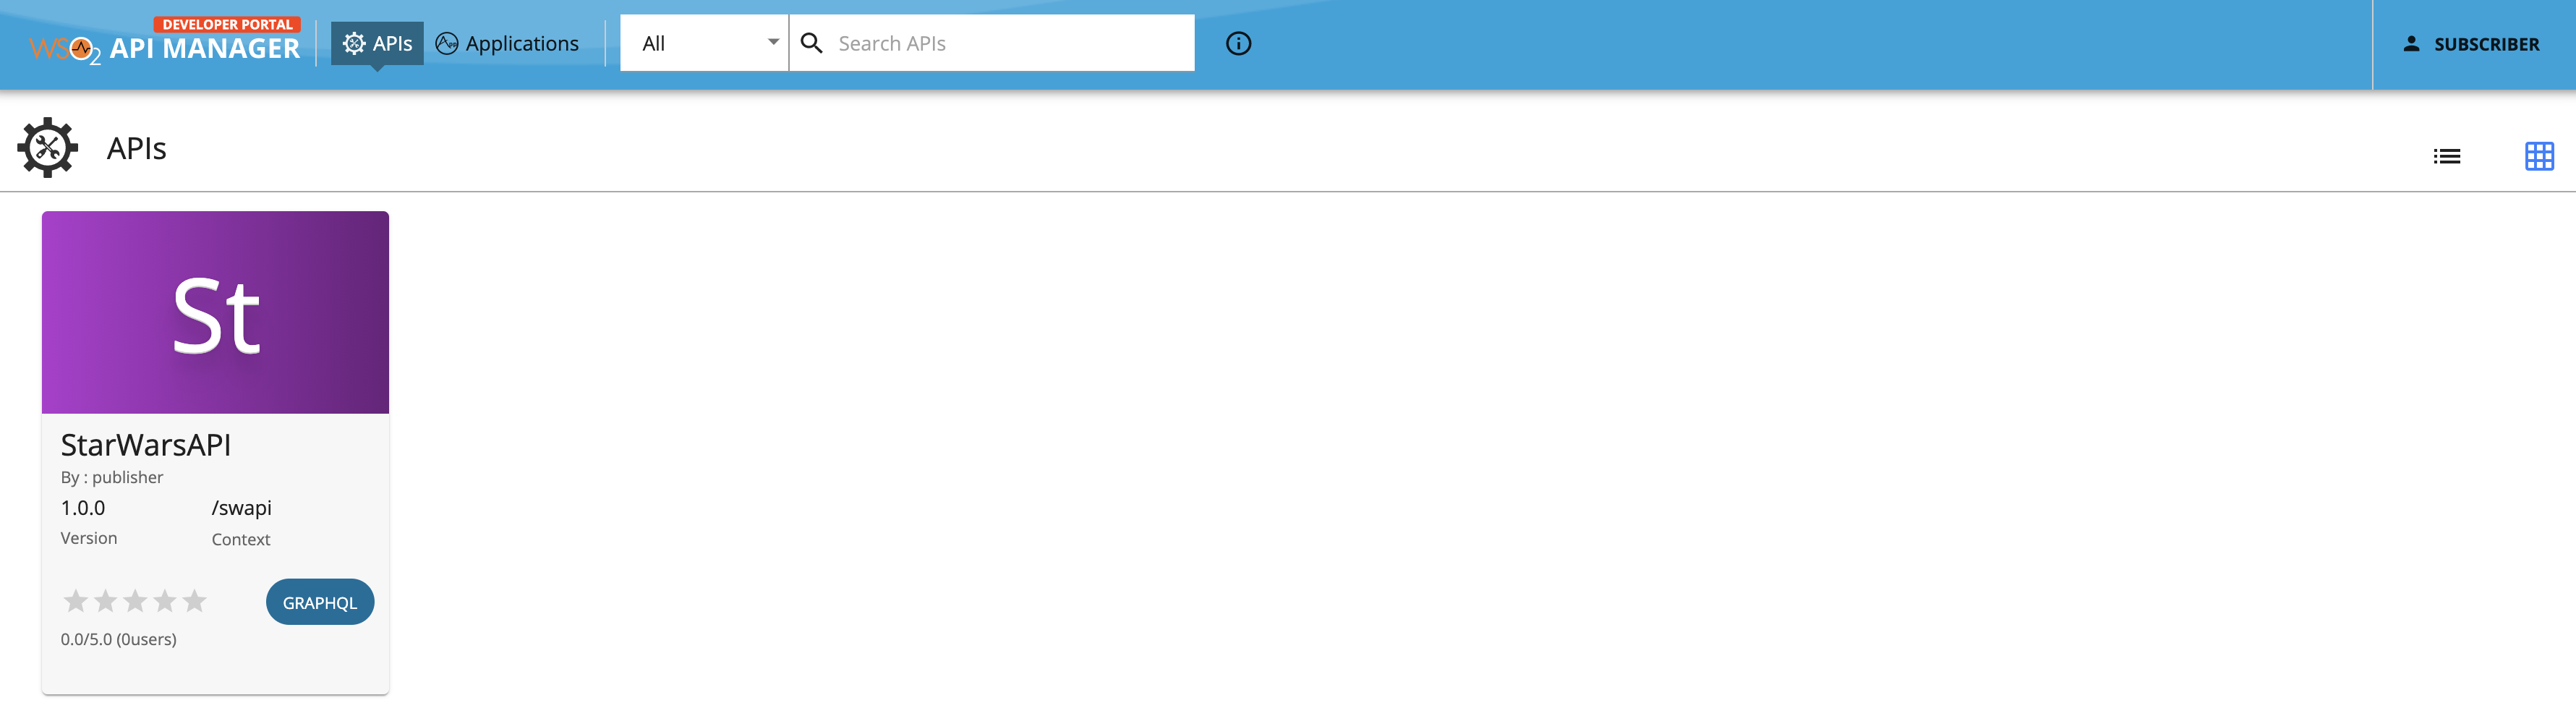 DEVELOPER PORTAL
WSO2 API MANAGER
APIs
Applications
All
Search APIs
SUBSCRIBER
APIs
St
StarWarsAPI
By : publisher
1.0.0 /swapi
Version Context
GRAPHQL
0.0/5.0 (0users)